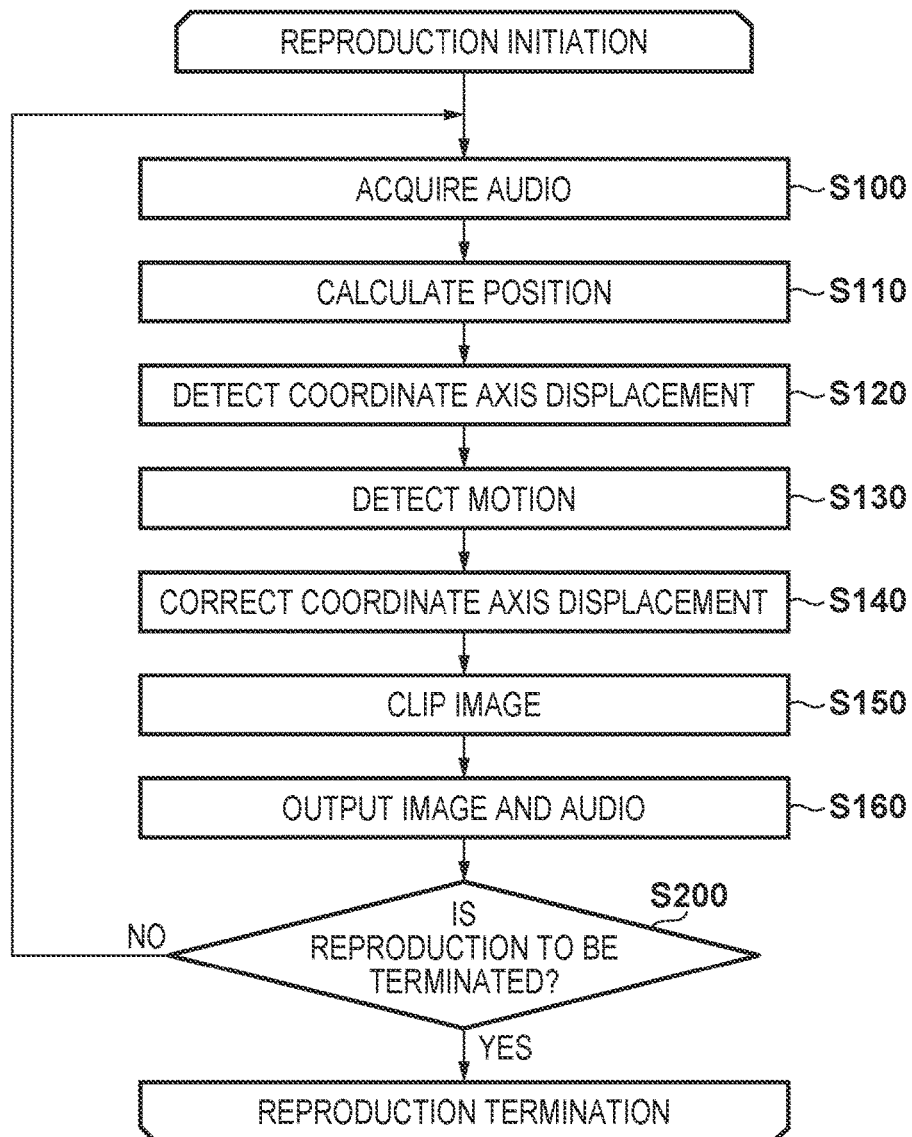 REPRODUCTION INITIATION
ACQUIRE AUDIO S100
CALCULATE POSITION S110
DETECT COORDINATE AXIS DISPLACEMENT S120
DETECT MOTION S130
CORRECT COORDINATE AXIS DISPLACEMENT S140
CLIP IMAGE S150
OUTPUT IMAGE AND AUDIO S160
S200
IS
REPRODUCTION TO BE
TERMINATED?
NO
YES
REPRODUCTION TERMINATION